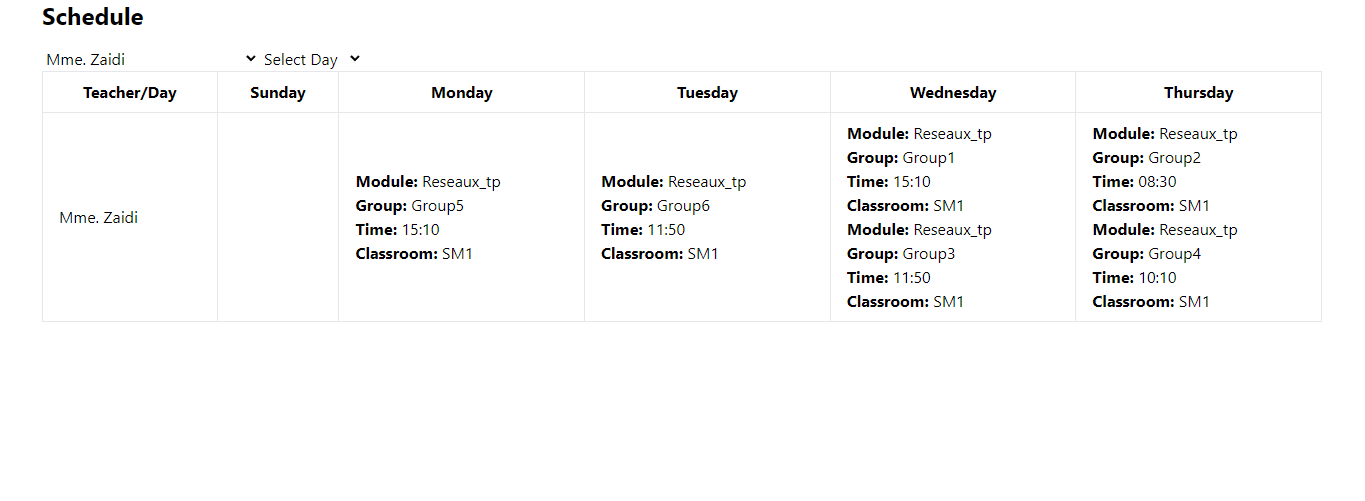 Schedule
Mme. Zaidi Select Day
Teacher/Day Sunday Monday Tuesday Wednesday Thursday
Mme. Zaidi
Module: Reseaux_tp
Group: Group5
Time: 15:10
Classroom: SM1
Module: Reseaux_tp
Group: Group6
Time: 11:50
Classroom: SM1
Module: Reseaux_tp
Group: Group1
Time: 15:10
Classroom: SM1
Module: Reseaux_tp
Group: Group3
Time: 11:50
Classroom: SM1
Module: Reseaux_tp
Group: Group2
Time: 08:30
Classroom: SM1
Module: Reseaux_tp
Group: Group4
Time: 10:10
Classroom: SM1